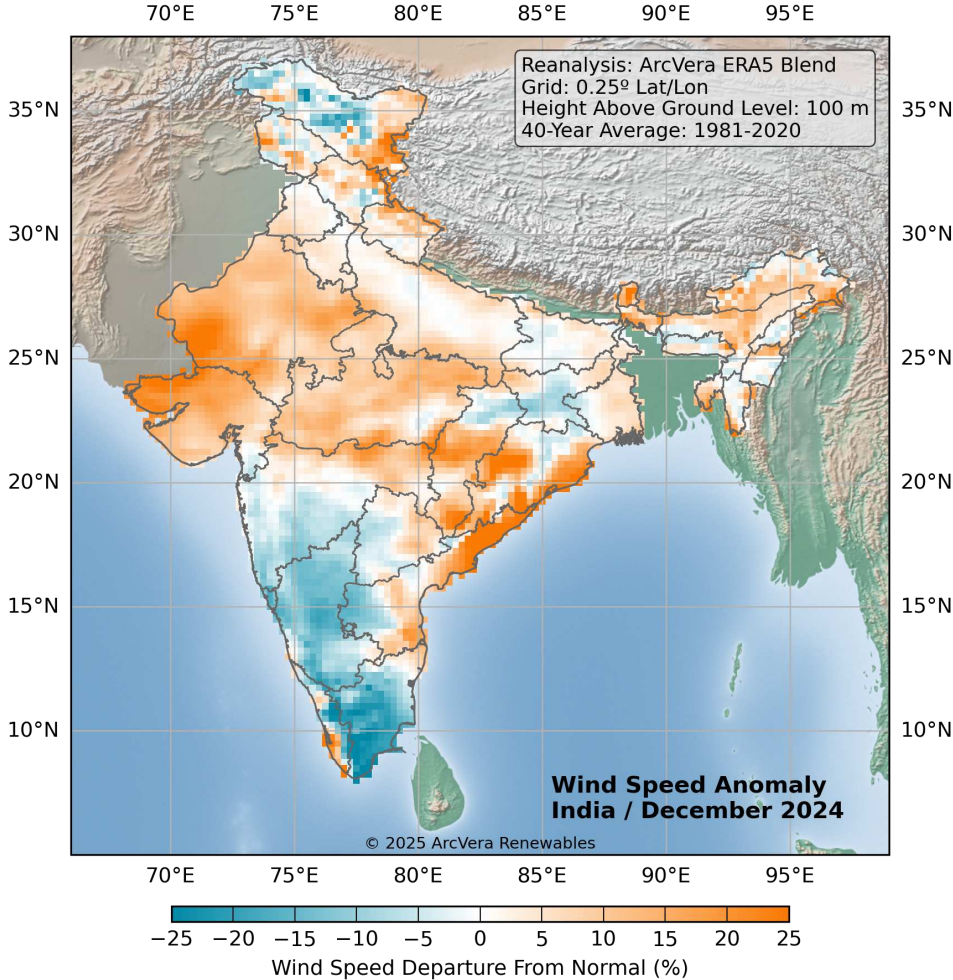 70°E 75°E 80°E 85°E 90°E 95°E
Reanalysis: ArcVera ERA5 Blend
Grid: 0.25º Lat/Lon
Height Above Ground Level: 100 m
40-Year Average: 1981-2020
35°N 35°N
30°N 30°N
25°N 25°N
20°N 20°N
15°N 15°N
10°N 10°N
Wind Speed Anomaly
India / December 2024
© 2025 ArcVera Renewables
70°E 75°E 80°E 85°E 90°E 95°E
−25 −20 −15 −10 −5 0 5 10 15 20 25
Wind Speed Departure From Normal (%)